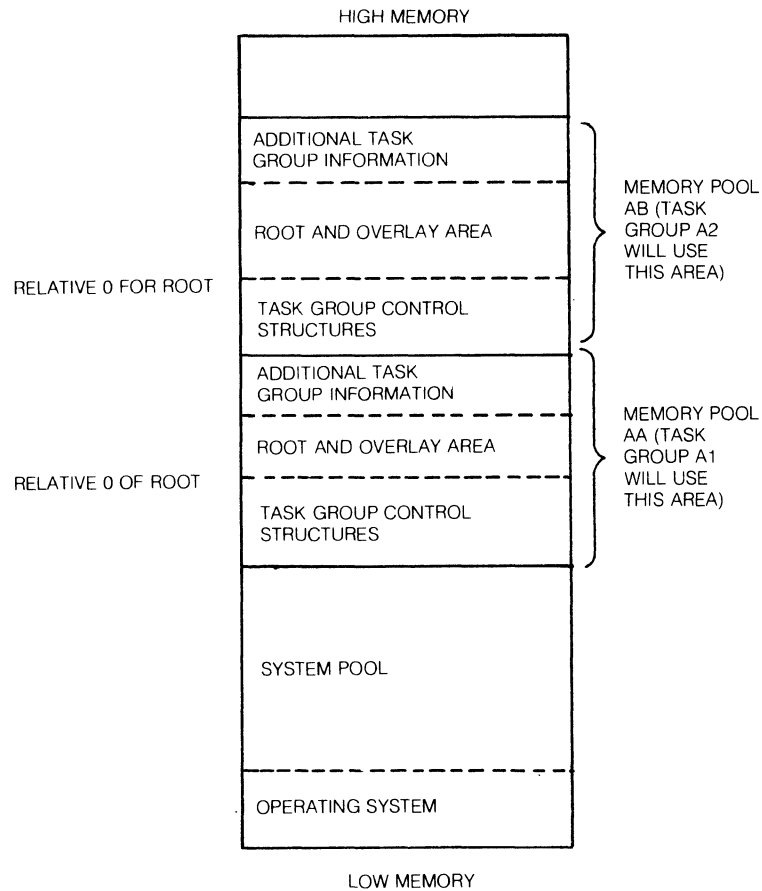 HIGH MEMORY
ADDITIONAL TASK
GROUP INFORMATION
ROOT AND OVERLAY AREA
TASK GROUP CONTROL
STRUCTURES
MEMORY POOL
AB (TASK
GROUP A2
WILL USE
THIS AREA)
RELATIVE 0 FOR ROOT
ADDITIONAL TASK
GROUP INFORMATION
ROOT AND OVERLAY AREA
TASK GROUP CONTROL
STRUCTURES
MEMORY POOL
AA (TASK
GROUP A1
WILL USE
THIS AREA)
RELATIVE 0 OF ROOT
SYSTEM POOL
OPERATING SYSTEM
LOW MEMORY